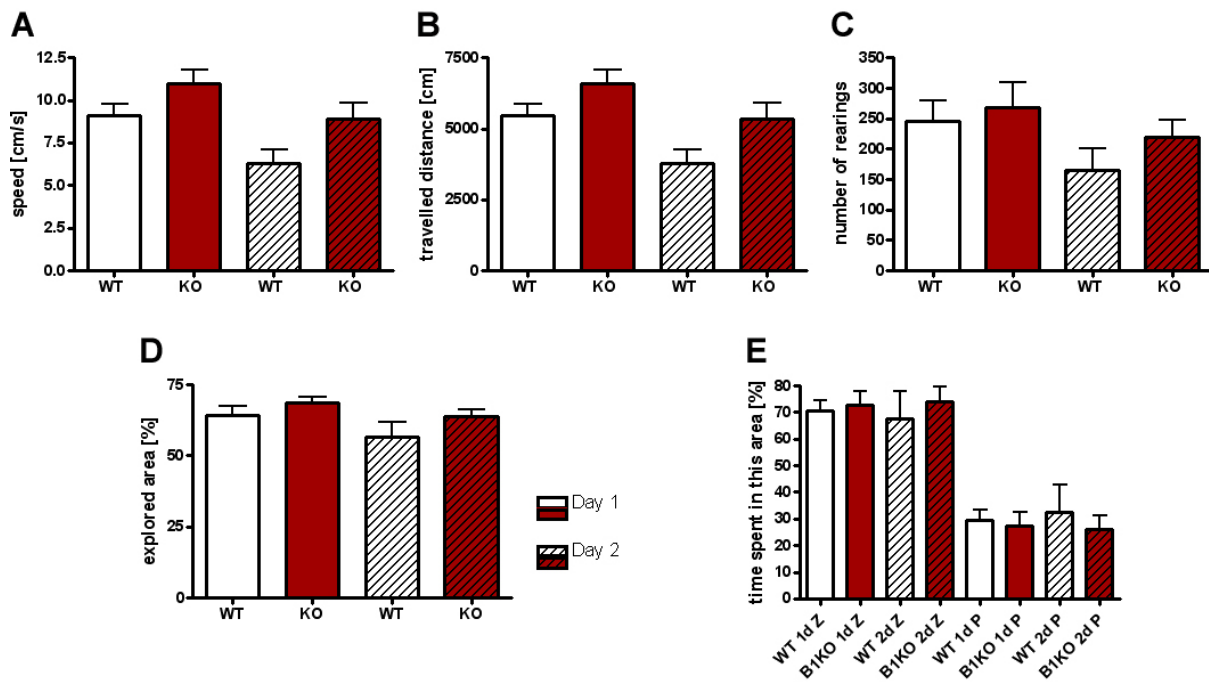 A
speed [cm/s]
12.5
10.0
7.5
5.0
2.5
0.0
WT KO WT KO
B
travelled distance [cm]
7500
5000
2500
0
WT KO WT KO
C
number of rearings
350
300
250
200
150
100
50
0
WT KO WT KO
D
explored area [%]
75
50
25
0
WT KO WT KO
Day 1
Day 2
E
time spent in this area [%]
80
70
60
50
40
30
20
10
0
WT 1d Z
B1KO 1d Z
WT 2d Z
B1KO 2d Z
WT 1d P
B1KO 1d P
WT 2d P
B1KO 2d P